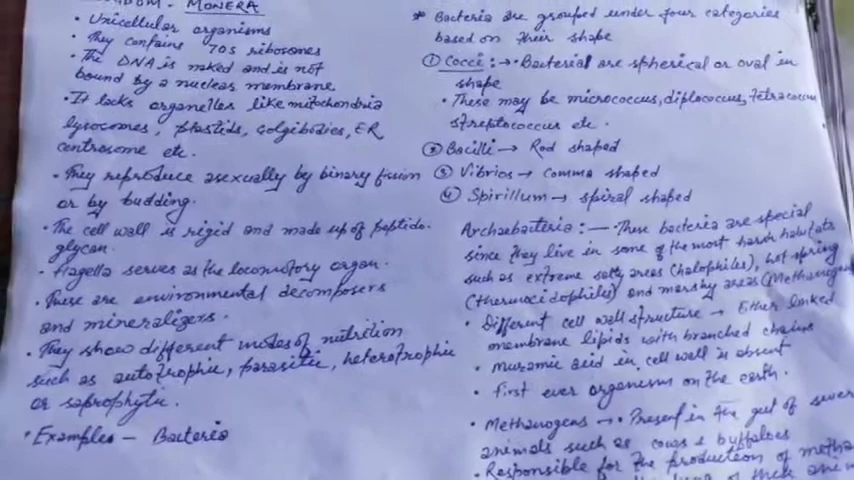 KINGDOM - MONERA
• Unicellular organisms
• They contains 70s ribosomes
• The DNA is naked and is not
bound by a nuclear membrane
• It lacks organelles like mitochondria
lysosomes, plastids, golgibodies, ER
centrosome etc.
• They reproduce asexually by binary fission
or by budding.
• The cell wall is rigid and made up of peptido-
glycan.
• flagella serves as the locomotory organ.
• These are environmental decomposers
and mineralizers.
• They show different modes of nutrition
such as autotrophic, parasitic, heterotrophic
or saprophytic.
• Examples — Bacteria
* Bacteria are grouped under four categories
based on their shape
① Cocci :→ • Bacterial are spherical or oval in
shape
• These may be micrococcus, diplococcus, tetracoccus
streptococcus etc.
② Bacilli → Rod shaped
③ Vibrios → Comma shaped
④ Spirillum → spiral shaped
Archaebacteria :— These bacteria are special
since they live in some of the most harsh habitats
such as extreme salty areas (halophiles), hot spring
(thermoacidophiles) and marshy areas (Methanogens
• Different cell wall structure → Ether linked
membrane lipids with branched chains
• muramic acid in cell wall is absent
• first ever organisms on the earth.
• Methanogens → • Present in the gut of
animals such as cows & buffaloes
• Responsible for the production of
of